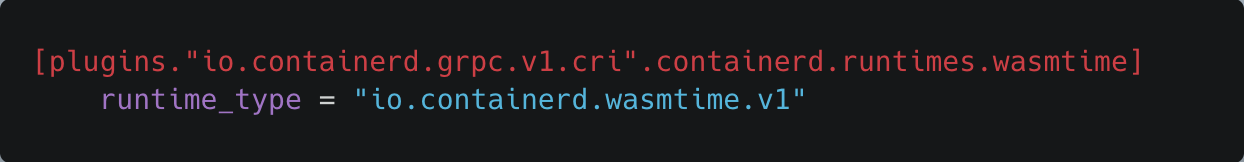 [plugins."io.containerd.grpc.v1.cri".containerd.runtimes.wasmtime]
    runtime_type = "io.containerd.wasmtime.v1"